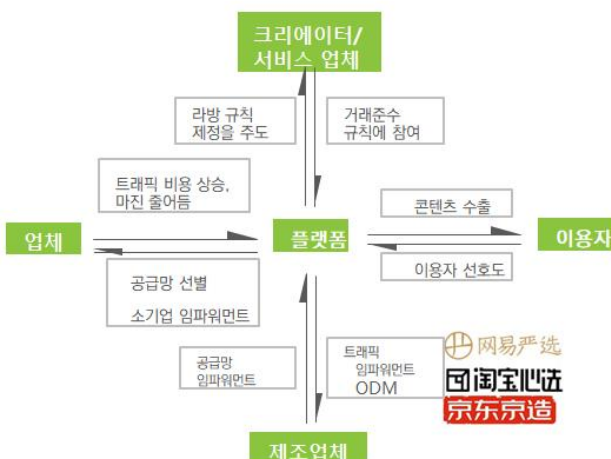 크리에이터/
서비스 업체
라방 규칙
제정을 주도
거래준수
규칙에 참여
트래픽 비용 상승,
마진 줄어듬
콘텐츠 수출
업체
플랫폼
이용자
공급망 선별
소기업 임파워먼트
이용자 선호도
공급망
임파워먼트
트래픽
임파워먼트
ODM
网易严选
淘宝心选
京东京造
제조업체